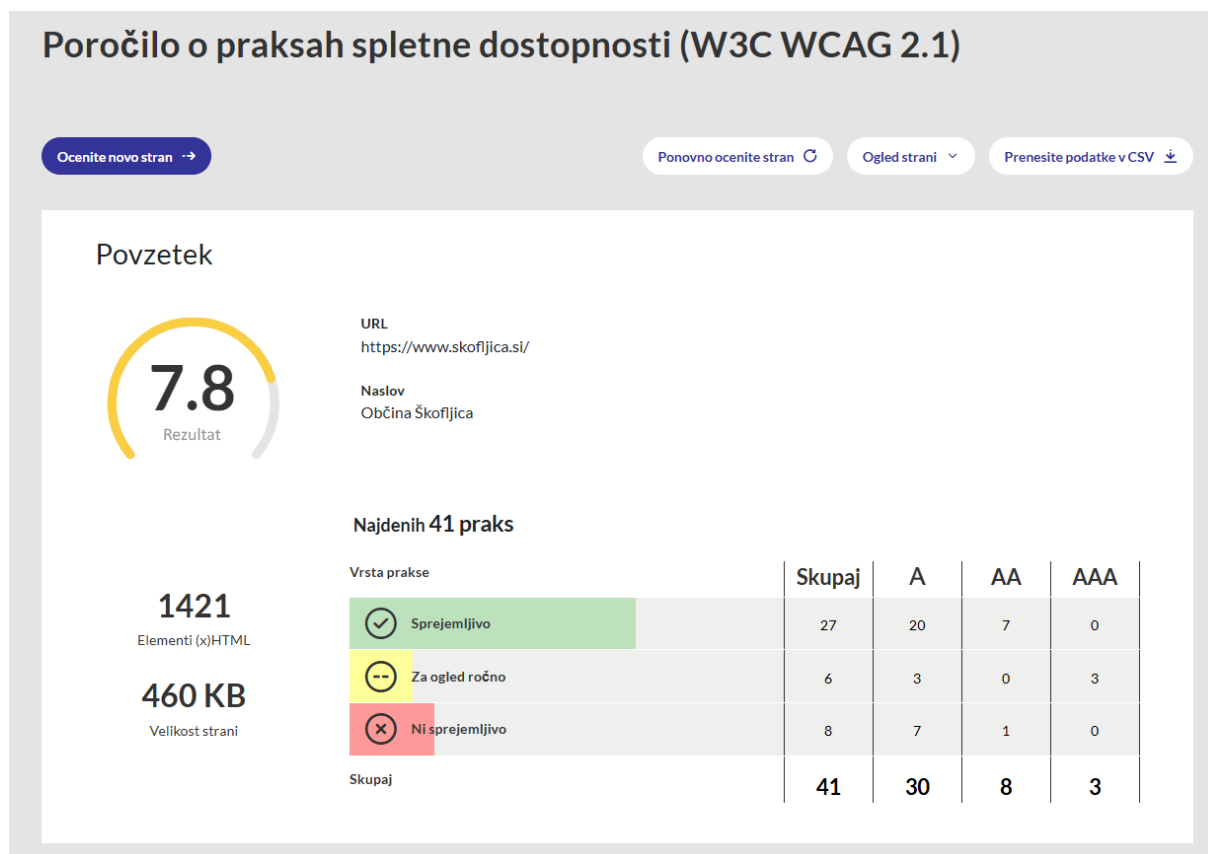 Poročilo o praksah spletne dostopnosti (W3C WCAG 2.1)
Ocenite novo stran
Ponovno ocenite stran
Ogled strani
Prenesite podatke v CSV
Povzetek
7.8
Rezultat
URL
https://www.skofljica.si/
Naslov
Občina Škofljica
1421
Elementi (x)HTML
460 KB
Velikost strani
Najdenih 41 praks
Vrsta prakse Skupaj A AA AAA
Sprejemljivo 27 20 7 0
Za ogled ročno 6 3 0 3
Ni sprejemljivo 8 7 1 0
Skupaj 41 30 8 3